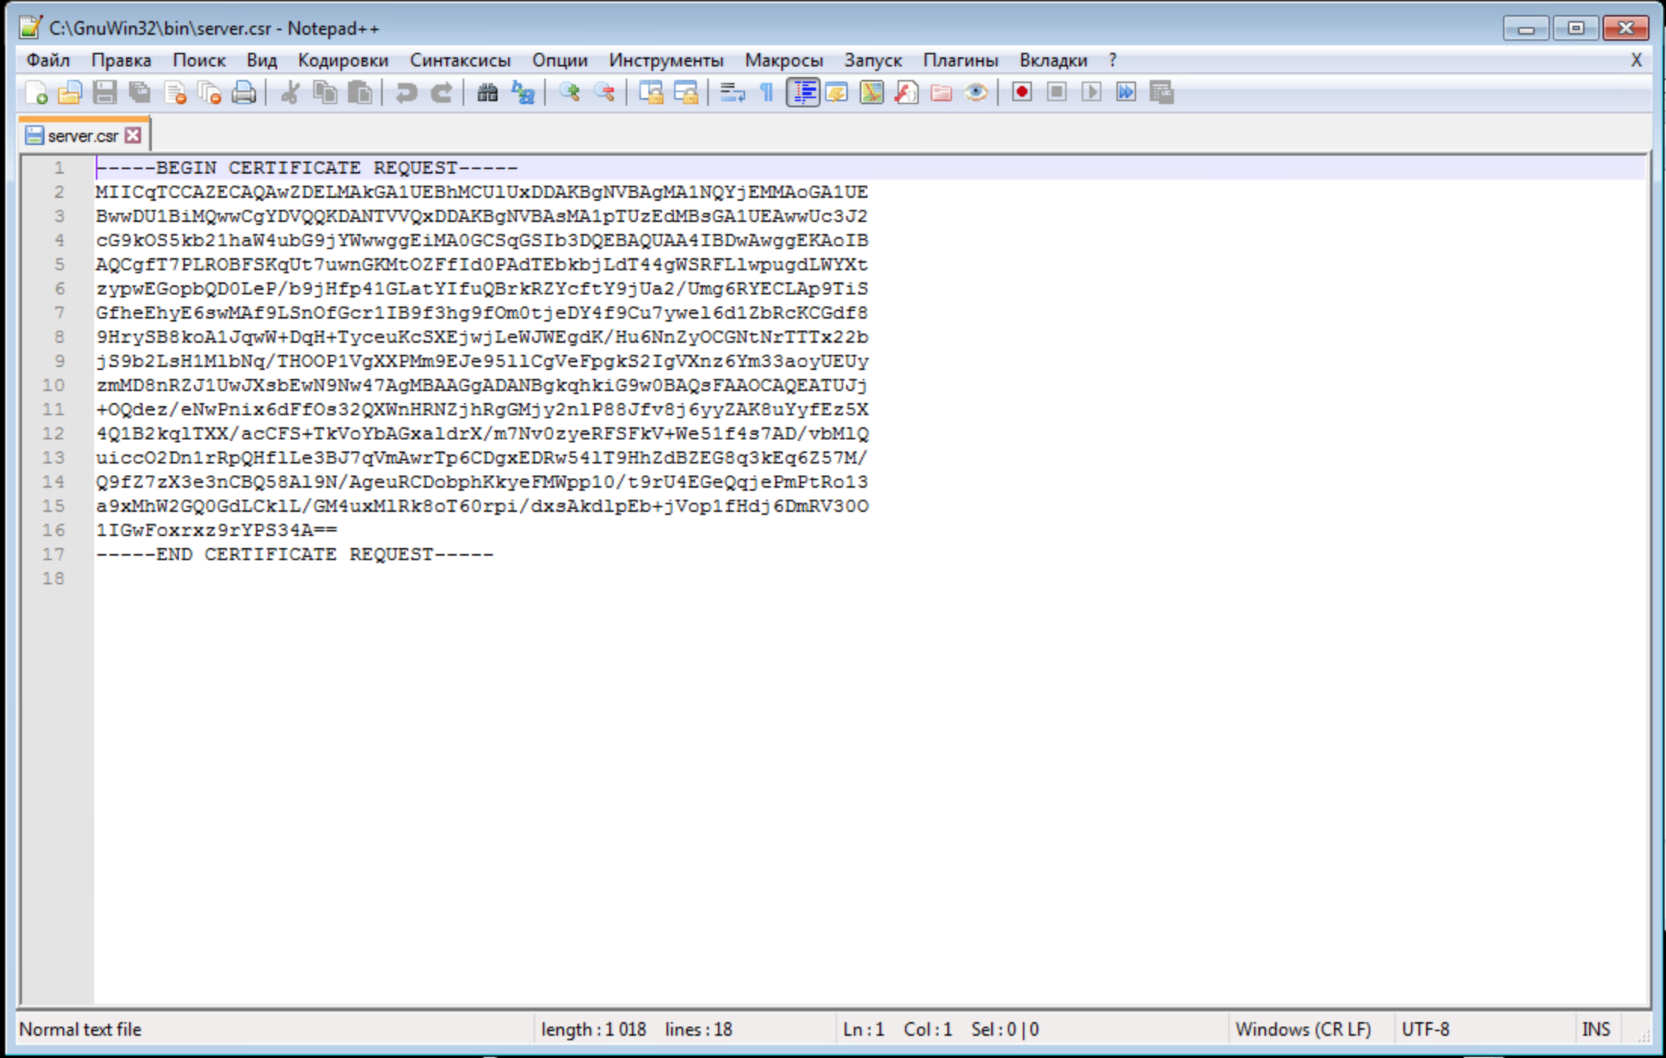 C:\GnuWin32\bin\server.csr - Notepad++
Файл Правка Поиск Вид Кодировки Синтаксисы Опции Инструменты Макросы Запуск Плагины Вкладки ? X
server.csr
1 -----BEGIN CERTIFICATE REQUEST-----
2 MIICqTCCAZECAQAwZDELMAkGA1UEBhMCUlUxDDAKBgNVBAgMA1NQYjEMMAoGA1UE
3 BwwDU1BiMQwwCgYDVQQKDANTVVQxDDAKBgNVBAsMA1pTUzEdMBsGA1UEAwwUc3J2
4 cG9kOS5kb21haW4ubG9jYWwwggEiMA0GCSqGSIb3DQEBAQUAA4IBDwAwggEKAoIB
5 AQCgfT7PLROBFSKqUt7uwnGKMtOZFfId0PAdTEbkbjLdT44gWSRFLlwpugdLWYXt
6 zypwEGopbQD0LeP/b9jHfp41GLatYIfuQBrkRZYcftY9jUa2/Umg6RYECLAp9TiS
7 GfheEhyE6swMAf9LSnOfGcr1IB9f3hg9fOm0tjeDY4f9Cu7ywel6d1ZbRcKCGdf8
8 9HrySB8koA1JqwW+DqH+TyceuKcSXEjwjLeWJWEgdK/Hu6NnZyOCGNtNrTTTx22b
9 jS9b2LsH1MlbNq/THOOP1VgXXPMm9EJe95llCgVeFpgkS2IgVXnz6Ym33aoyUEUy
10 zmMD8nRZJ1UwJXsbEwN9Nw47AgMBAAGgADANBgkqhkiG9w0BAQsFAAOCAQEATUJj
11 +OQdez/eNwPnix6dFfOs32QXWnHRNZjhRgGMjy2nlP88Jfv8j6yyZAK8uYyfEz5X
12 4Q1B2kqlTXX/acCFS+TkVoYbAGxaldrX/m7Nv0zyeRFSFkV+We51f4s7AD/vbMlQ
13 uiccO2Dn1rRpQHflLe3BJ7qVmAwrTp6CDgxEDRw54lT9HhZdBZEG8q3kEq6Z57M/
14 Q9fZ7zX3e3nCBQ58Al9N/AgeuRCDobphKkyeFMWpp10/t9rU4EGeQqjePmPtRo13
15 a9xMhW2GQ0GdLCklL/GM4uxMlRk8oT60rpi/dxsAkdlpEb+jVop1fHdj6DmRV30O
16 1IGwFoxrxz9rYPS34A==
17 -----END CERTIFICATE REQUEST-----
18
Normal text file length : 1 018 lines : 18 Ln : 1 Col : 1 Sel : 0 | 0 Windows (CR LF) UTF-8 INS